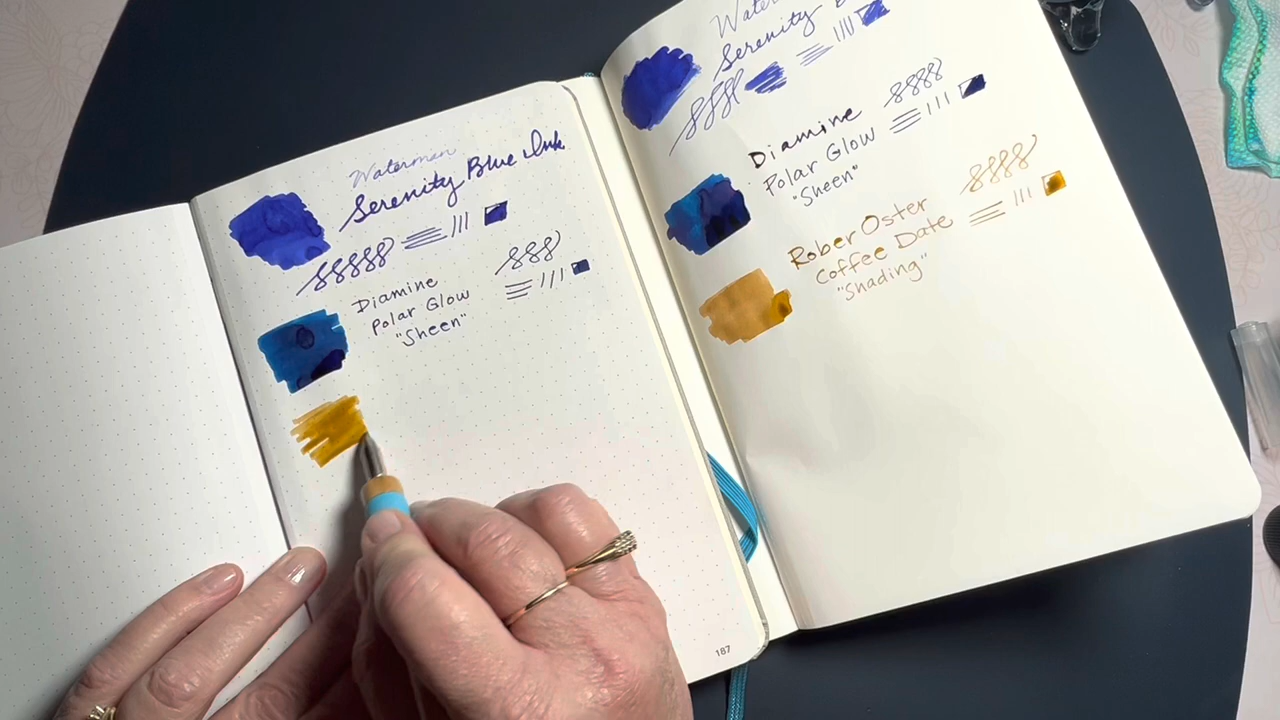 Waterman
Serenity Blue Ink
Diamine
Polar Glow
"Sheen"
187
Serenity
Diamine
Polar Glow
"Sheen"
Rober Oster
Coffee Date
"Shading"